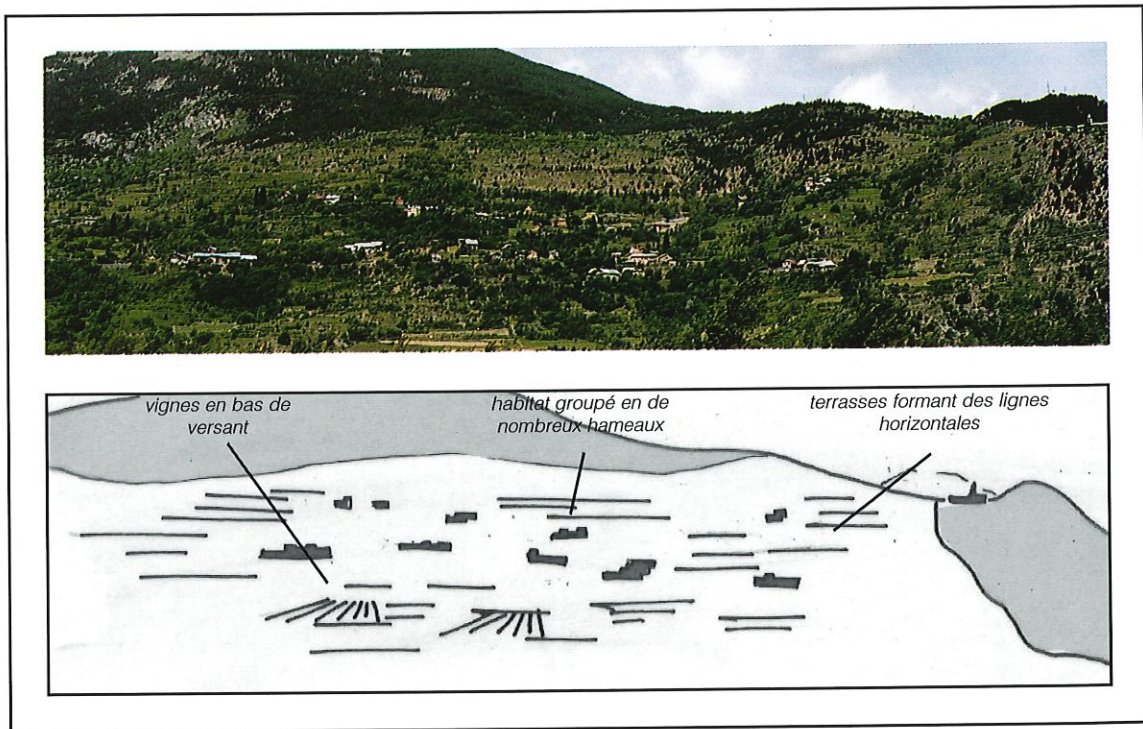 vignes en bas de
versant
habitat groupé en de
nombreux hameaux
terrasses formant des lignes
horizontales